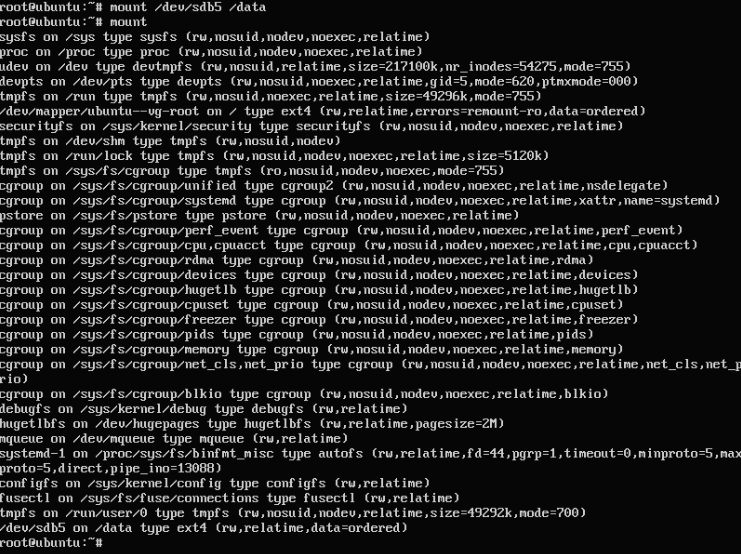 root@ubuntu:~# mount /dev/sdb5 /data
root@ubuntu:~# mount
sysfs on /sys type sysfs (rw,nosuid,nodev,noexec,relatime)
proc on /proc type proc (rw,nosuid,nodev,noexec,relatime)
udev on /dev type devtmpfs (rw,nosuid,relatime,size=217100k,nr_inodes=54275,mode=755)
devpts on /dev/pts type devpts (rw,nosuid,noexec,relatime,gid=5,mode=620,ptmxmode=000)
tmpfs on /run type tmpfs (rw,nosuid,noexec,relatime,size=49296k,mode=755)
/dev/mapper/ubuntu--vg-root on / type ext4 (rw,relatime,errors=remount-ro,data=ordered)
securityfs on /sys/kernel/security type securityfs (rw,nosuid,nodev,noexec,relatime)
tmpfs on /dev/shm type tmpfs (rw,nosuid,nodev)
tmpfs on /run/lock type tmpfs (rw,nosuid,nodev,noexec,relatime,size=5120k)
tmpfs on /sys/fs/cgroup type tmpfs (ro,nosuid,nodev,noexec,mode=755)
cgroup on /sys/fs/cgroup/unified type cgroup2 (rw,nosuid,nodev,noexec,relatime,nsdelegate)
cgroup on /sys/fs/cgroup/systemd type cgroup (rw,nosuid,nodev,noexec,relatime,xattr,name=systemd)
pstore on /sys/fs/pstore type pstore (rw,nosuid,nodev,noexec,relatime)
cgroup on /sys/fs/cgroup/perf_event type cgroup (rw,nosuid,nodev,noexec,relatime,perf_event)
cgroup on /sys/fs/cgroup/cpu,cpuacct type cgroup (rw,nosuid,nodev,noexec,relatime,cpu,cpuacct)
cgroup on /sys/fs/cgroup/rdma type cgroup (rw,nosuid,nodev,noexec,relatime,rdma)
cgroup on /sys/fs/cgroup/devices type cgroup (rw,nosuid,nodev,noexec,relatime,devices)
cgroup on /sys/fs/cgroup/hugetlb type cgroup (rw,nosuid,nodev,noexec,relatime,hugetlb)
cgroup on /sys/fs/cgroup/cpuset type cgroup (rw,nosuid,nodev,noexec,relatime,cpuset)
cgroup on /sys/fs/cgroup/freezer type cgroup (rw,nosuid,nodev,noexec,relatime,freezer)
cgroup on /sys/fs/cgroup/pids type cgroup (rw,nosuid,nodev,noexec,relatime,pids)
cgroup on /sys/fs/cgroup/memory type cgroup (rw,nosuid,nodev,noexec,relatime,memory)
cgroup on /sys/fs/cgroup/net_cls,net_prio type cgroup (rw,nosuid,nodev,noexec,relatime,net_cls,net_p
rio)
cgroup on /sys/fs/cgroup/blkio type cgroup (rw,nosuid,nodev,noexec,relatime,blkio)
debugfs on /sys/kernel/debug type debugfs (rw,relatime)
hugetlbfs on /dev/hugepages type hugetlbfs (rw,relatime,pagesize=2M)
mqueue on /dev/mqueue type mqueue (rw,relatime)
systemd-1 on /proc/sys/fs/binfmt_misc type autofs (rw,relatime,fd=44,pgrp=1,timeout=0,minproto=5,max
proto=5,direct,pipe_ino=13088)
configfs on /sys/kernel/config type configfs (rw,relatime)
fusectl on /sys/fs/fuse/connections type fusectl (rw,relatime)
tmpfs on /run/user/0 type tmpfs (rw,nosuid,nodev,relatime,size=49292k,mode=700)
/dev/sdb5 on /data type ext4 (rw,relatime,data=ordered)
root@ubuntu:~#